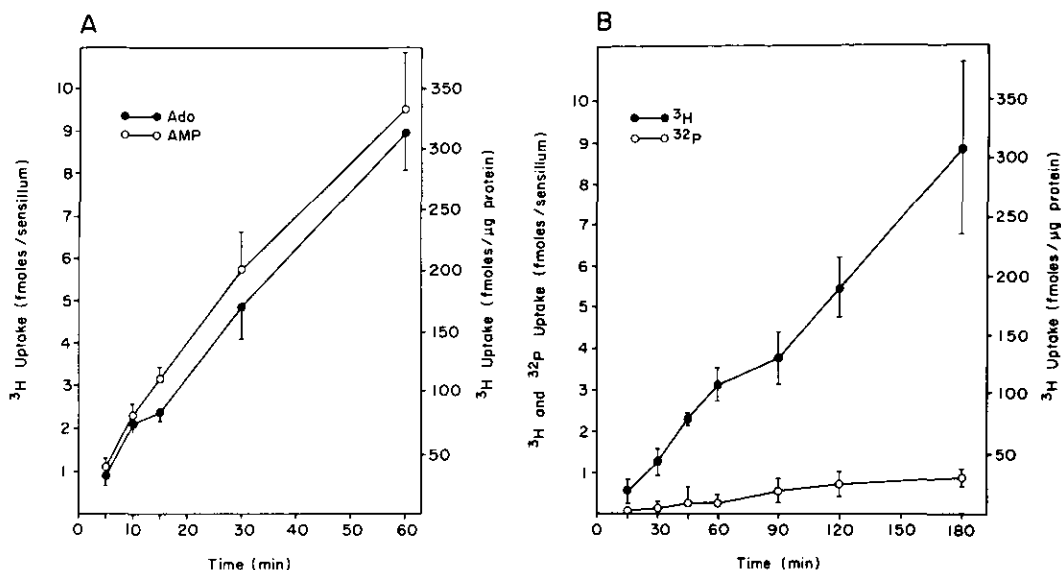 A
³H Uptake (fmoles/sensillum)
10
9
8
7
6
5
4
3
2
1
Ado
AMP
350
300
250
200
150
100
50
³H Uptake (fmoles/µg protein)
0 10 20 30 40 50 60
Time (min)
B
³H and ³²P Uptake (fmoles/sensillum)
10
9
8
7
6
5
4
3
2
1
³H
³²P
350
300
250
200
150
100
50
³H Uptake (fmoles/µg protein)
0 30 60 90 120 150 180
Time (min)